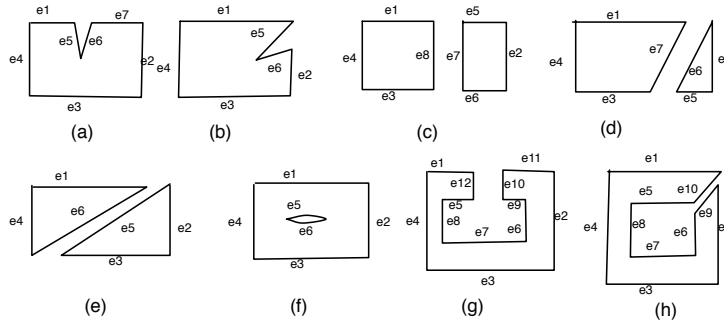 e1 e7
e5 e6
e4 e2
e3
(a)
e1
e5
e4
e6 e2
e3
(b)
e1 e5
e4 e8 e7 e2
e3 e6
(c)
e1
e4 e7 e6 e
e3 e5
(d)
e1
e6
e4 e5 e2
e3
(e)
e1
e5
e4 e6 e2
e3
(f)
e1 e11
e12 e10
e4 e5 e9 e2
e8 e7 e6
e3
(g)
e1
e5 e10
e4 e8 e6 e9 e
e7
e3
(h)